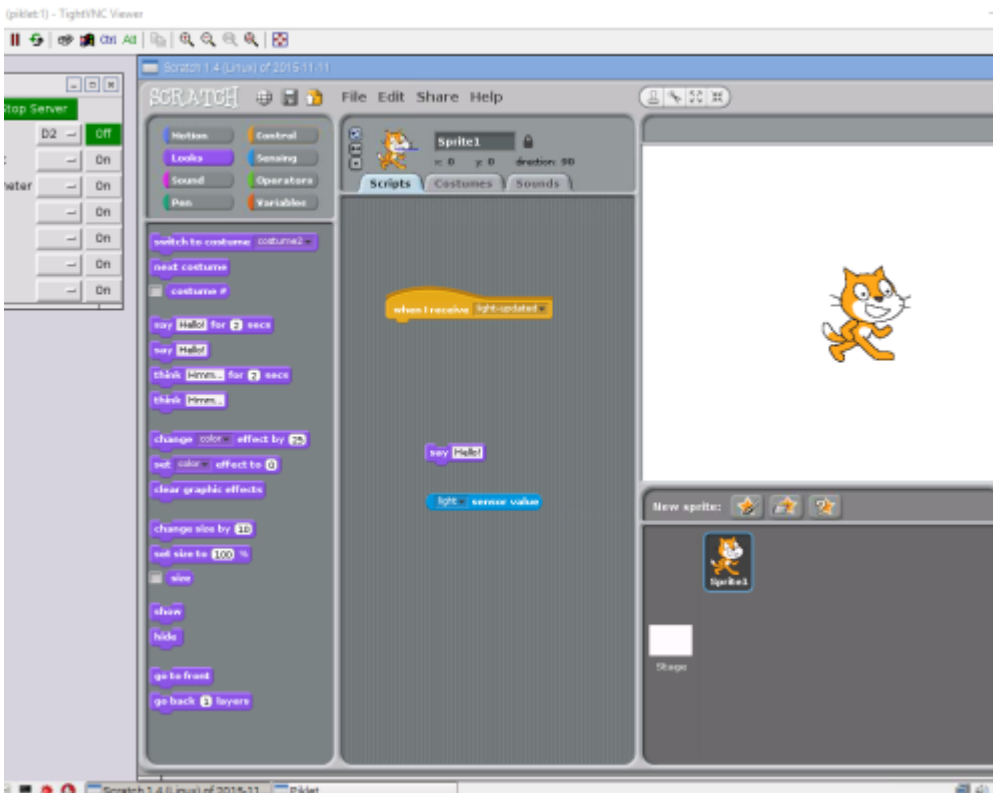 (piklet:1) - TightVNC Viewer
Ctrl Alt
Scratch 1.4 (Linux) of 2015-11-11
Stop Server
D2 Off
On
meter On
On
On
On
On
SCRATCH File Edit Share Help
Motion Control
Looks Sensing
Sound Operators
Pen Variables
Sprite1
x: 0 y: 0 direction: 90
Scripts Costumes Sounds
switch to costume costume2
next costume
costume #
say Hello! for 2 secs
say Hello!
think Hmm... for 2 secs
think Hmm...
change color effect by 25
set color effect to 0
clear graphic effects
change size by 10
set size to 100 %
size
show
hide
go to front
go back 1 layers
when I receive light-updated
say Hello!
light sensor value
New sprite:
Sprite1
Stage
Scratch 1.4 (Linux) of 2015-11... Piklet